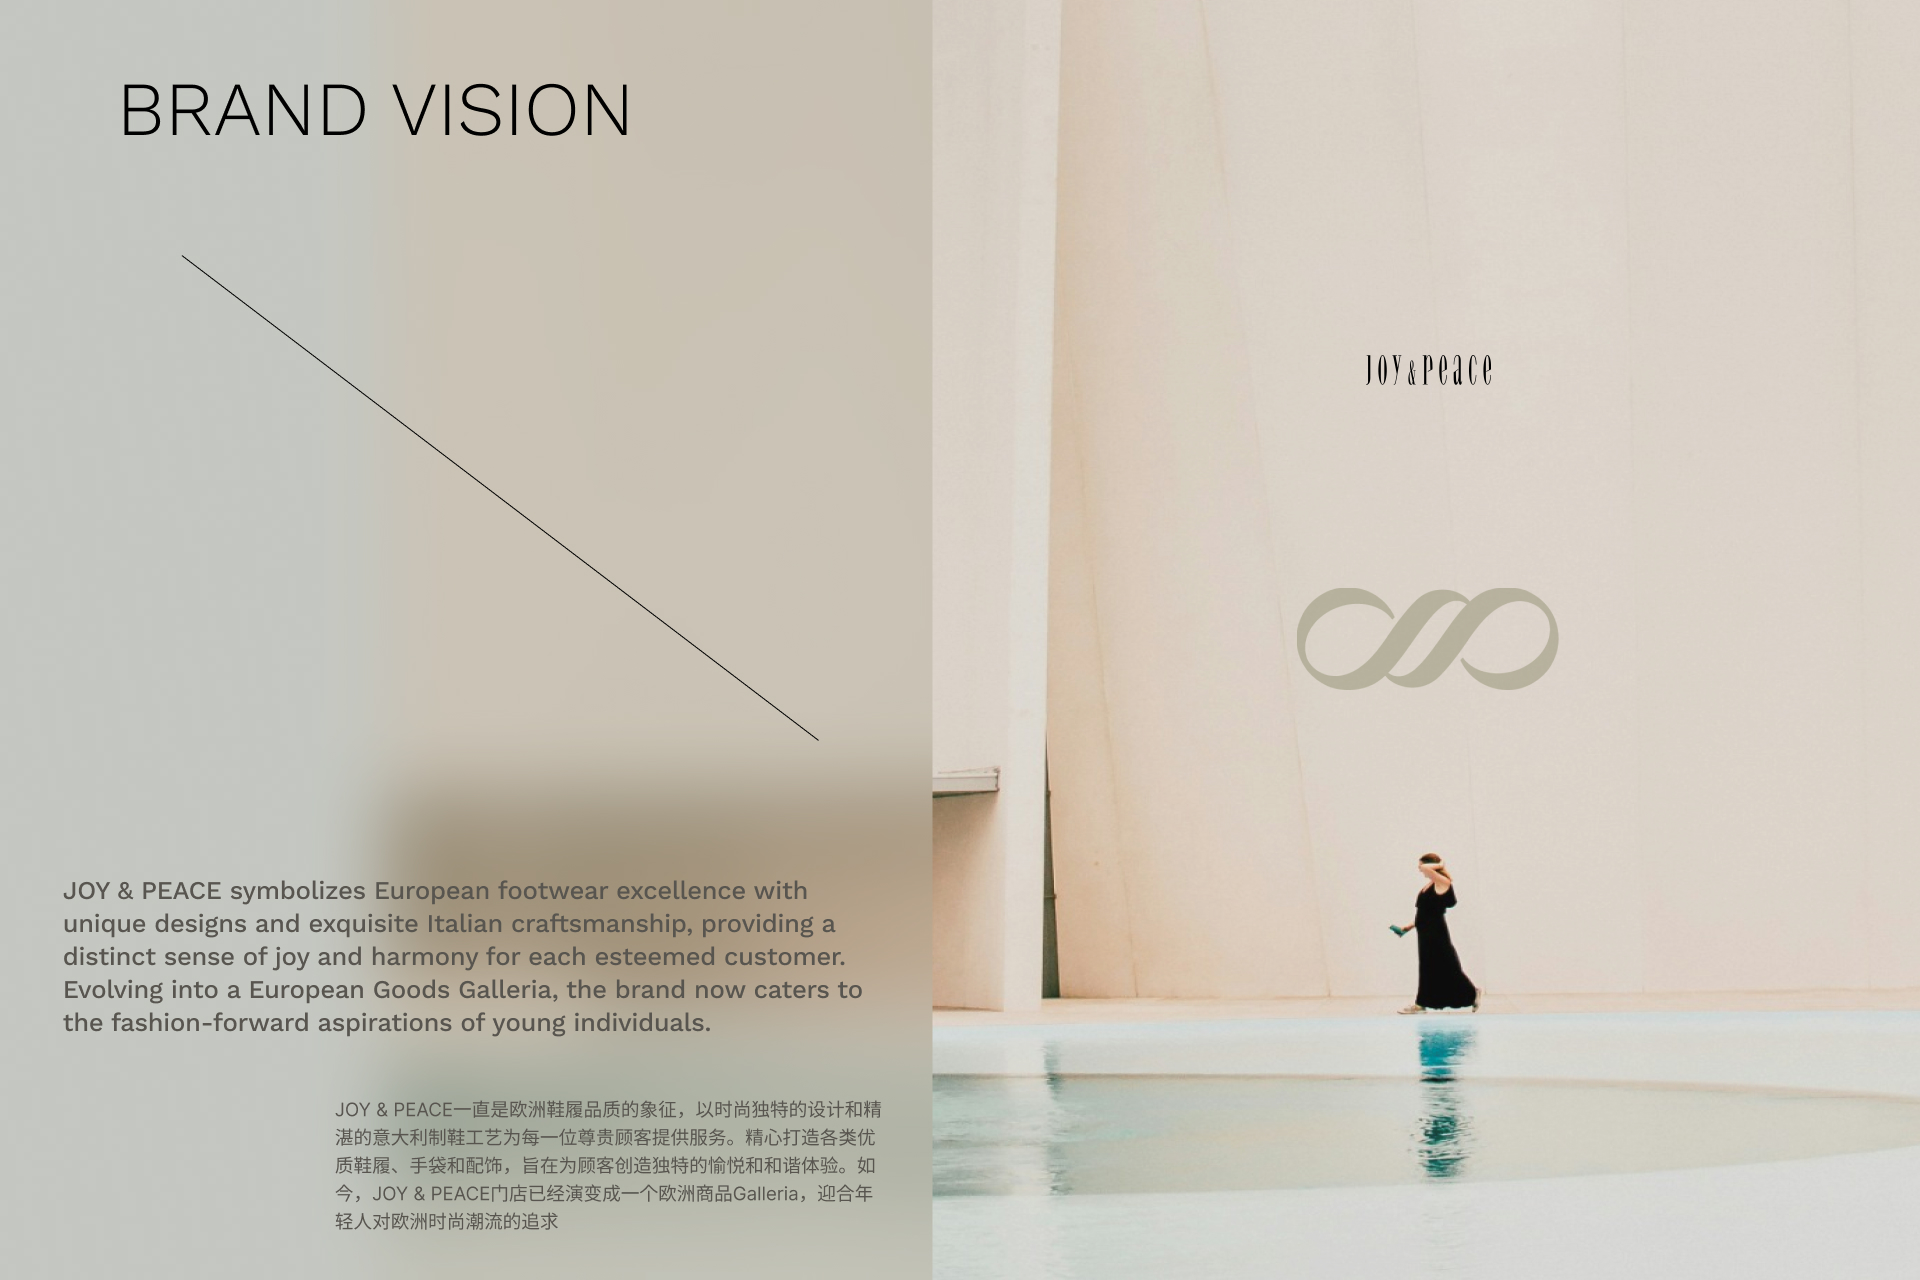 BRAND VISION
JOY & PEACE symbolizes European footwear excellence with
unique designs and exquisite Italian craftsmanship, providing a
distinct sense of joy and harmony for each esteemed customer.
Evolving into a European Goods Galleria, the brand now caters to
the fashion-forward aspirations of young individuals.
JOY & PEACE一直是欧洲鞋履品质的象征，以时尚独特的设计和精
湛的意大利制鞋工艺为每一位尊贵顾客提供服务。精心打造各类优
质鞋履、手袋和配饰，旨在为顾客创造独特的愉悦和和谐体验。如
今，JOY & PEACE门店已经演变成一个欧洲商品Galleria，迎合年
轻人对欧洲时尚潮流的追求
joy&peace